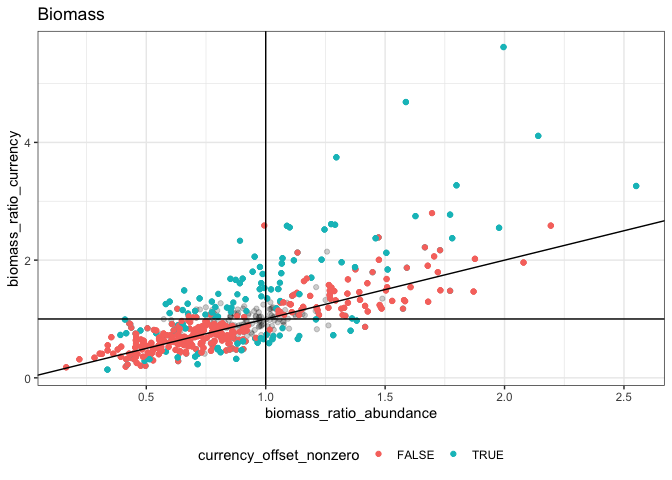 Biomass
biomass_ratio_currency
4
2
0
0.5
1.0
1.5
2.0
2.5
biomass_ratio_abundance
currency_offset_nonzero
FALSE
TRUE